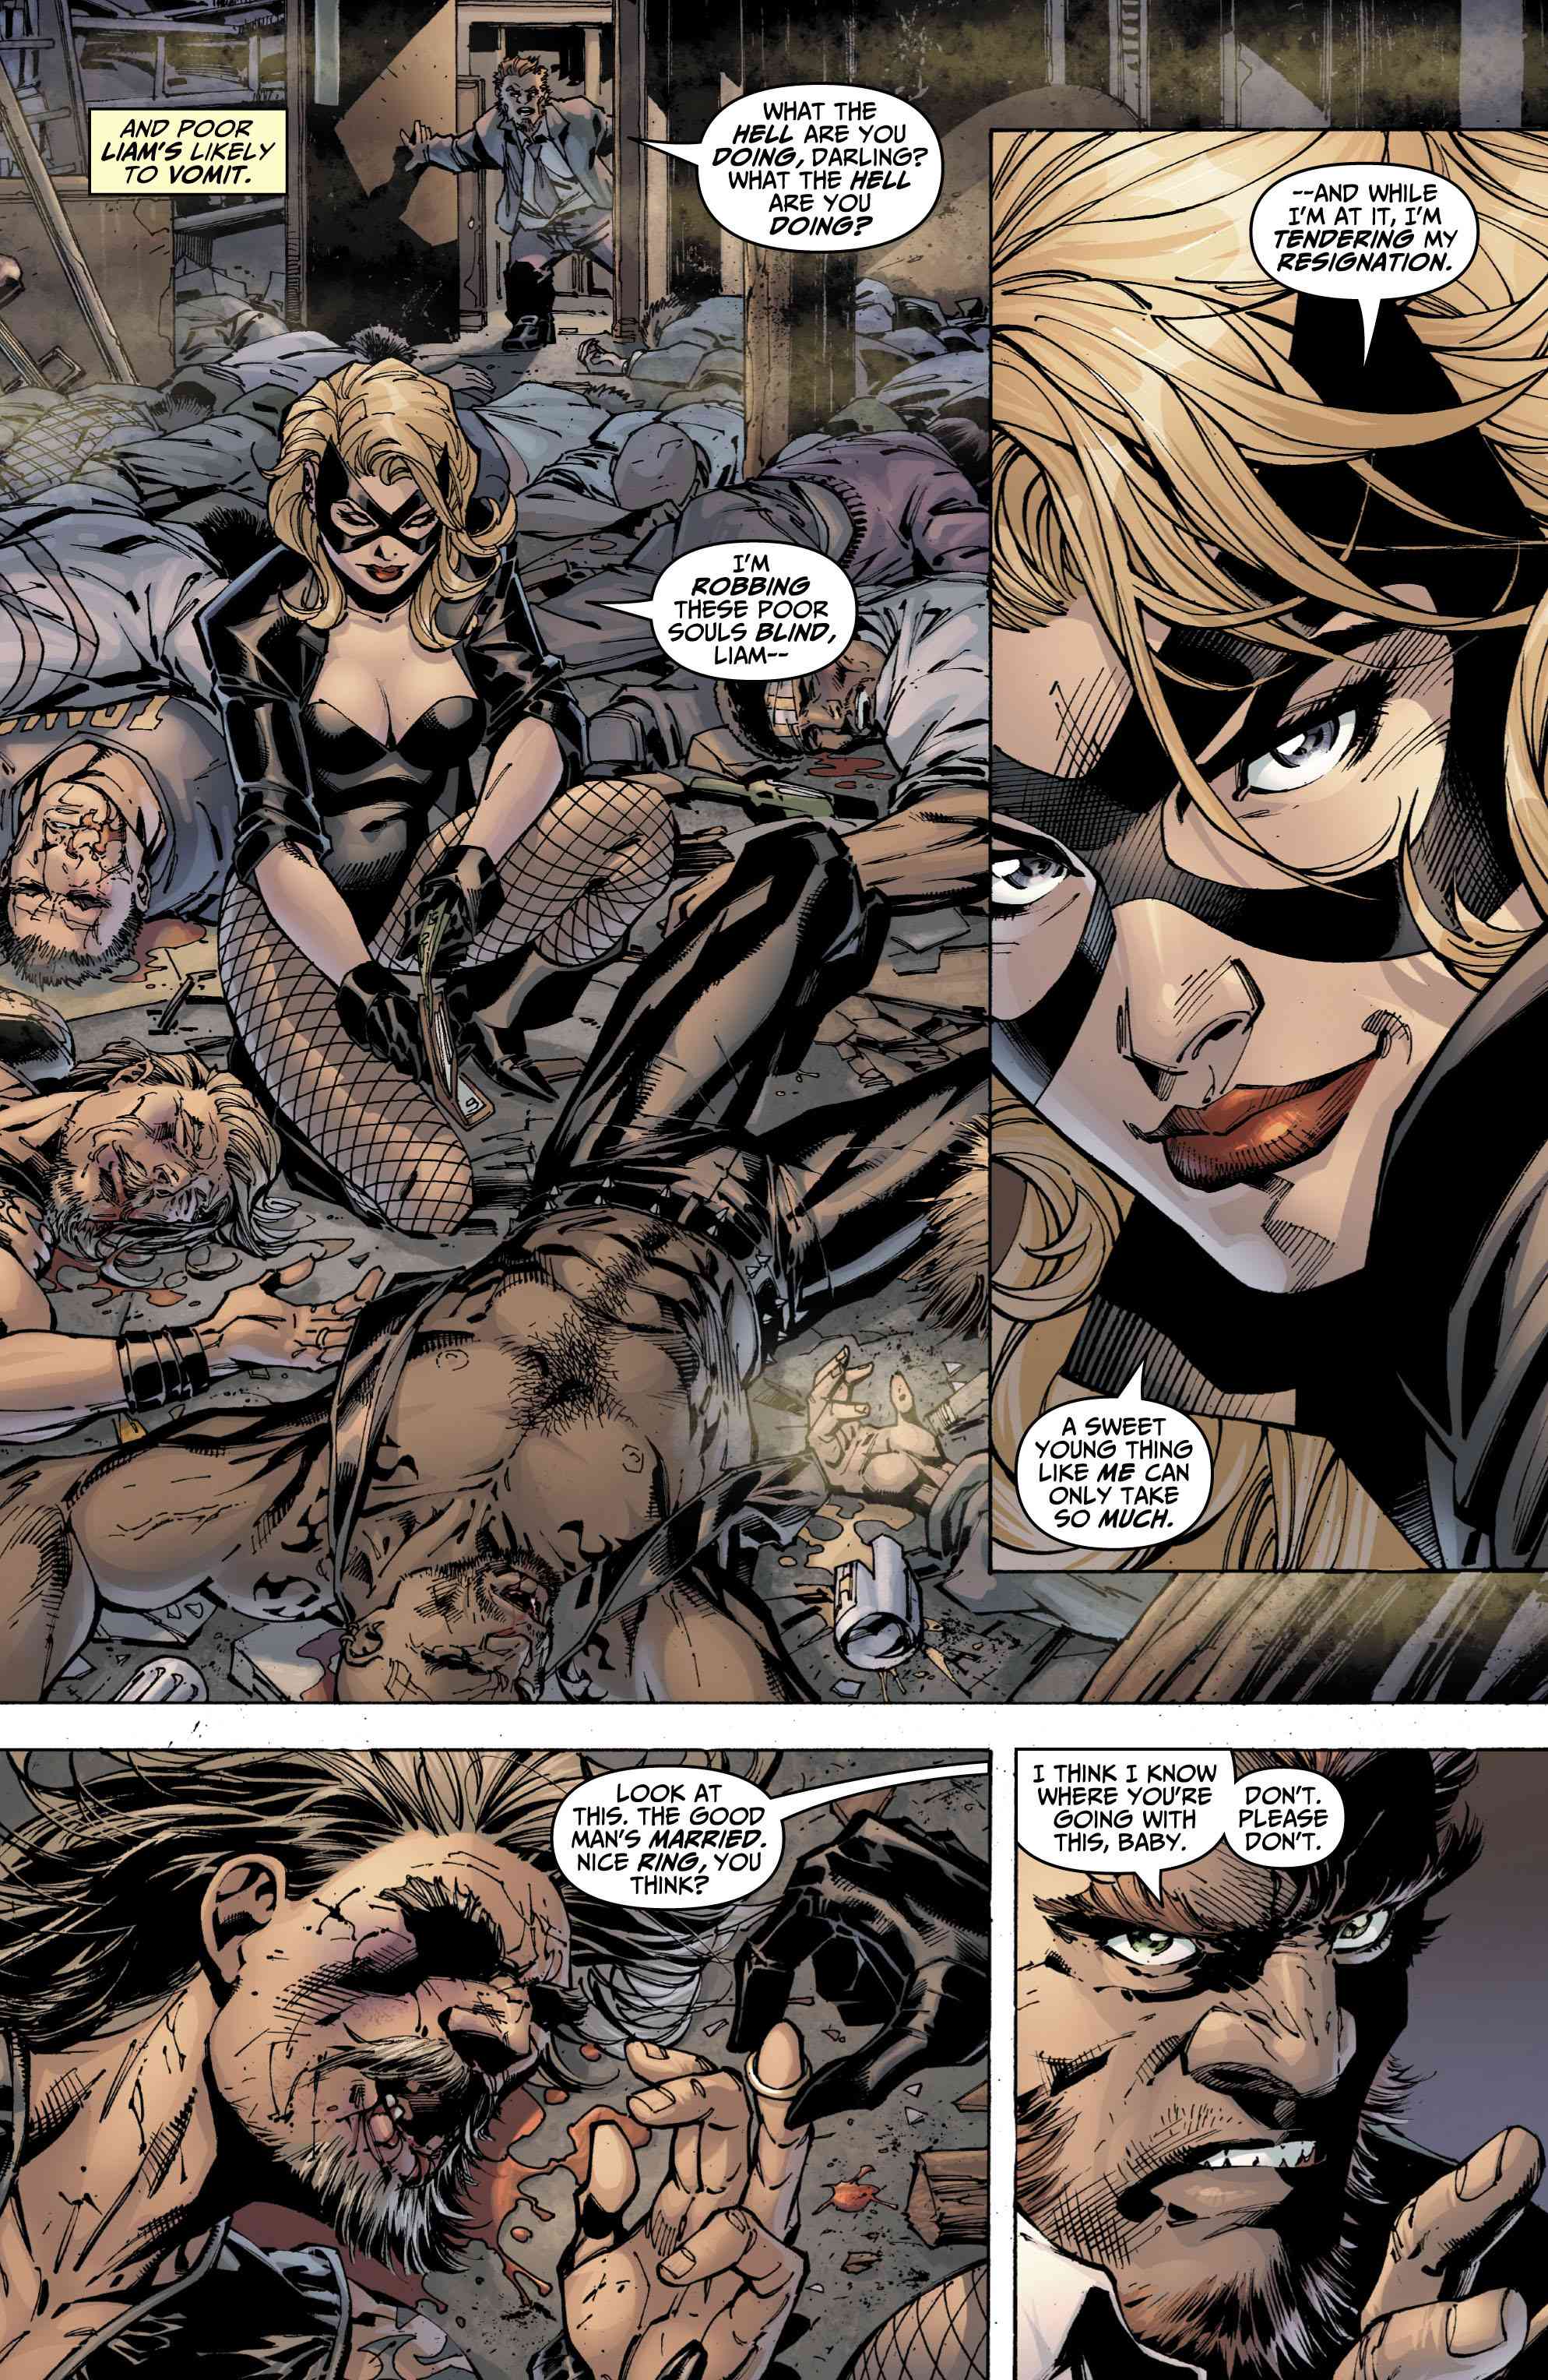 AND POOR
LIAM'S LIKELY
TO VOMIT.
WHAT THE
HELL ARE YOU
DOING, DARLING?
WHAT THE HELL
ARE YOU
DOING?
I'M
ROBBING
THESE POOR
SOULS BLIND,
LIAM--
--AND WHILE
I'M AT IT, I'M
TENDERING MY
RESIGNATION.
A SWEET
YOUNG THING
LIKE ME CAN
ONLY TAKE
SO MUCH.
LOOK AT
THIS. THE GOOD
MAN'S MARRIED.
NICE RING, YOU
THINK?
I THINK I KNOW
WHERE YOU'RE
GOING WITH
THIS, BABY.
DON'T.
PLEASE
DON'T.